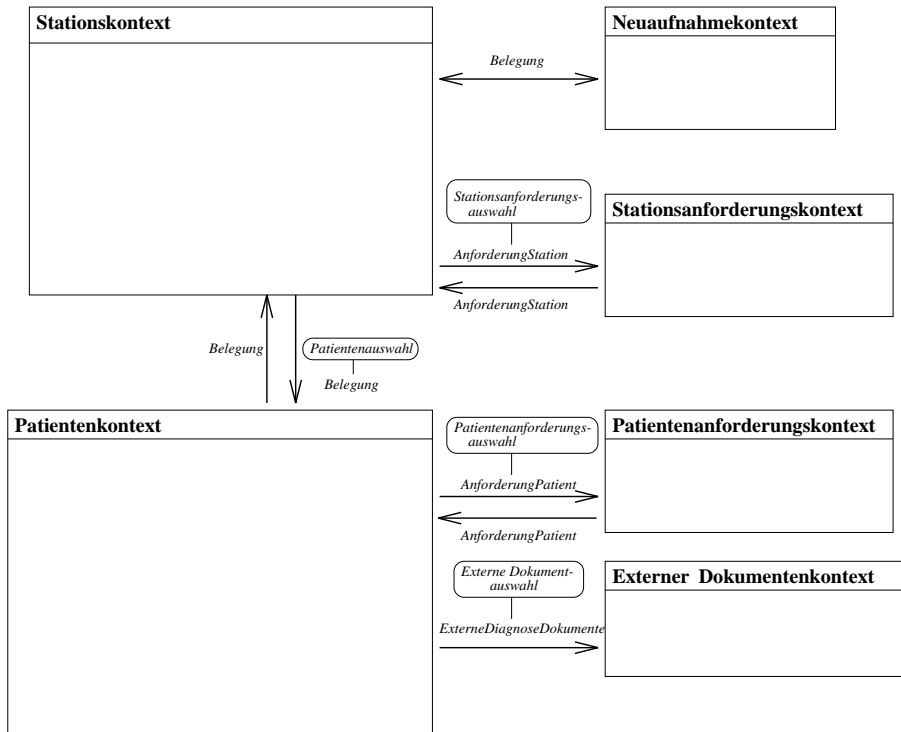 Stationskontext
Neuaufnahmekontext
Belegung
Stationsanforderungs-
auswahl
Stationsanforderungskontext
AnforderungStation
AnforderungStation
Belegung
Patientenauswahl
Belegung
Patientenkontext
Patientenanforderungs-
auswahl
Patientenanforderungskontext
AnforderungPatient
AnforderungPatient
Externe Dokument-
auswahl
Externer Dokumentenkontext
ExterneDiagnoseDokumente